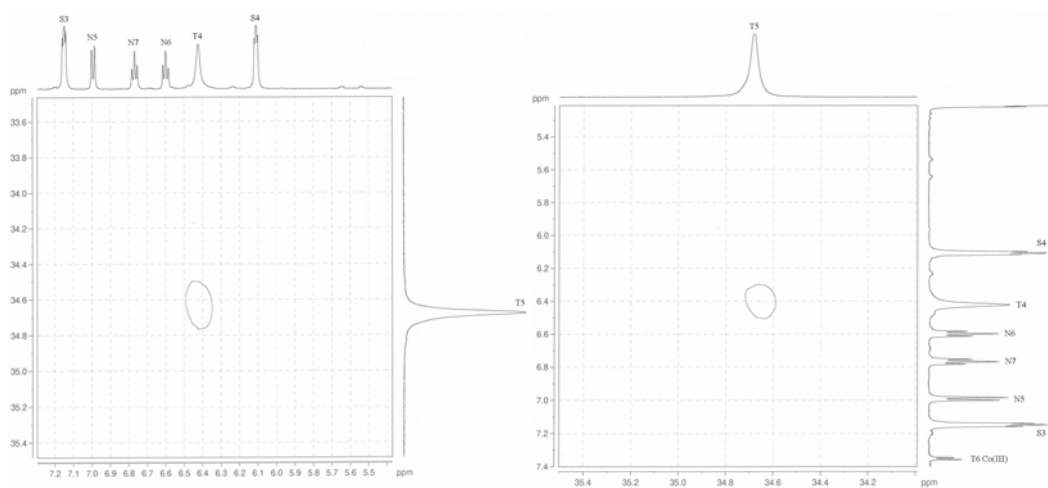 S3
N5
N7
N6
T4
S4
ppm
33.6
33.8
34.0
34.2
34.4
34.6
34.8
35.0
35.2
35.4
7.2 7.1 7.0 6.9 6.8 6.7 6.6 6.5 6.4 6.3 6.2 6.1 6.0 5.9 5.8 5.7 5.6 5.5 ppm
T5
T5
ppm
ppm
5.4
5.6
5.8
6.0
6.2
6.4
6.6
6.8
7.0
7.2
7.4
35.4 35.2 35.0 34.8 34.6 34.4 34.2 ppm
S4
T4
N6
N7
N5
S3
T6 Co(III)